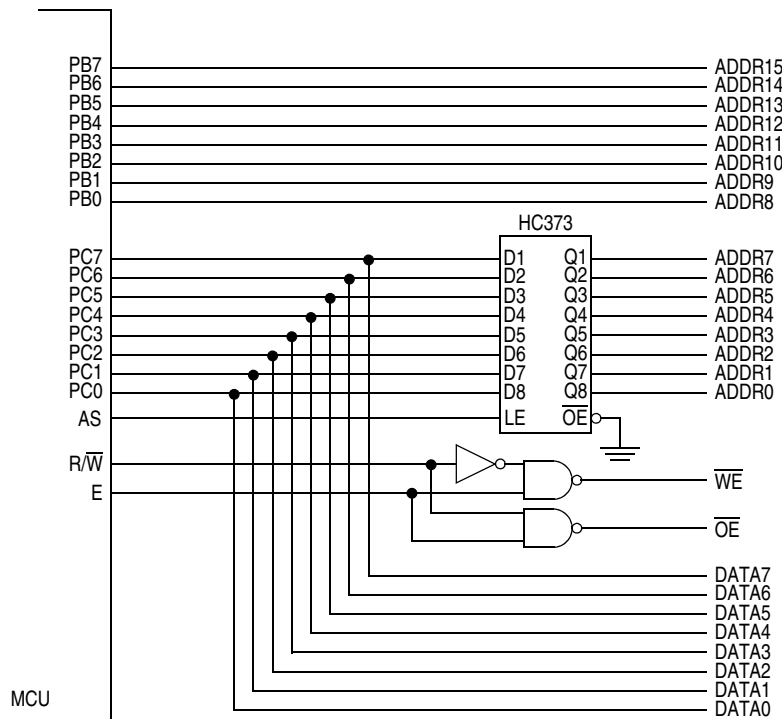 PB7 ADDR15
PB6 ADDR14
PB5 ADDR13
PB4 ADDR12
PB3 ADDR11
PB2 ADDR10
PB1 ADDR9
PB0 ADDR8
HC373
PC7 D1 Q1 ADDR7
PC6 D2 Q2 ADDR6
PC5 D3 Q3 ADDR5
PC4 D4 Q4 ADDR4
PC3 D5 Q5 ADDR3
PC2 D6 Q6 ADDR2
PC1 D7 Q7 ADDR1
PC0 D8 Q8 ADDR0
AS LE O̅E̅
R/W̅
W̅E̅
E
O̅E̅
DATA7
DATA6
DATA5
DATA4
DATA3
DATA2
DATA1
DATA0
MCU